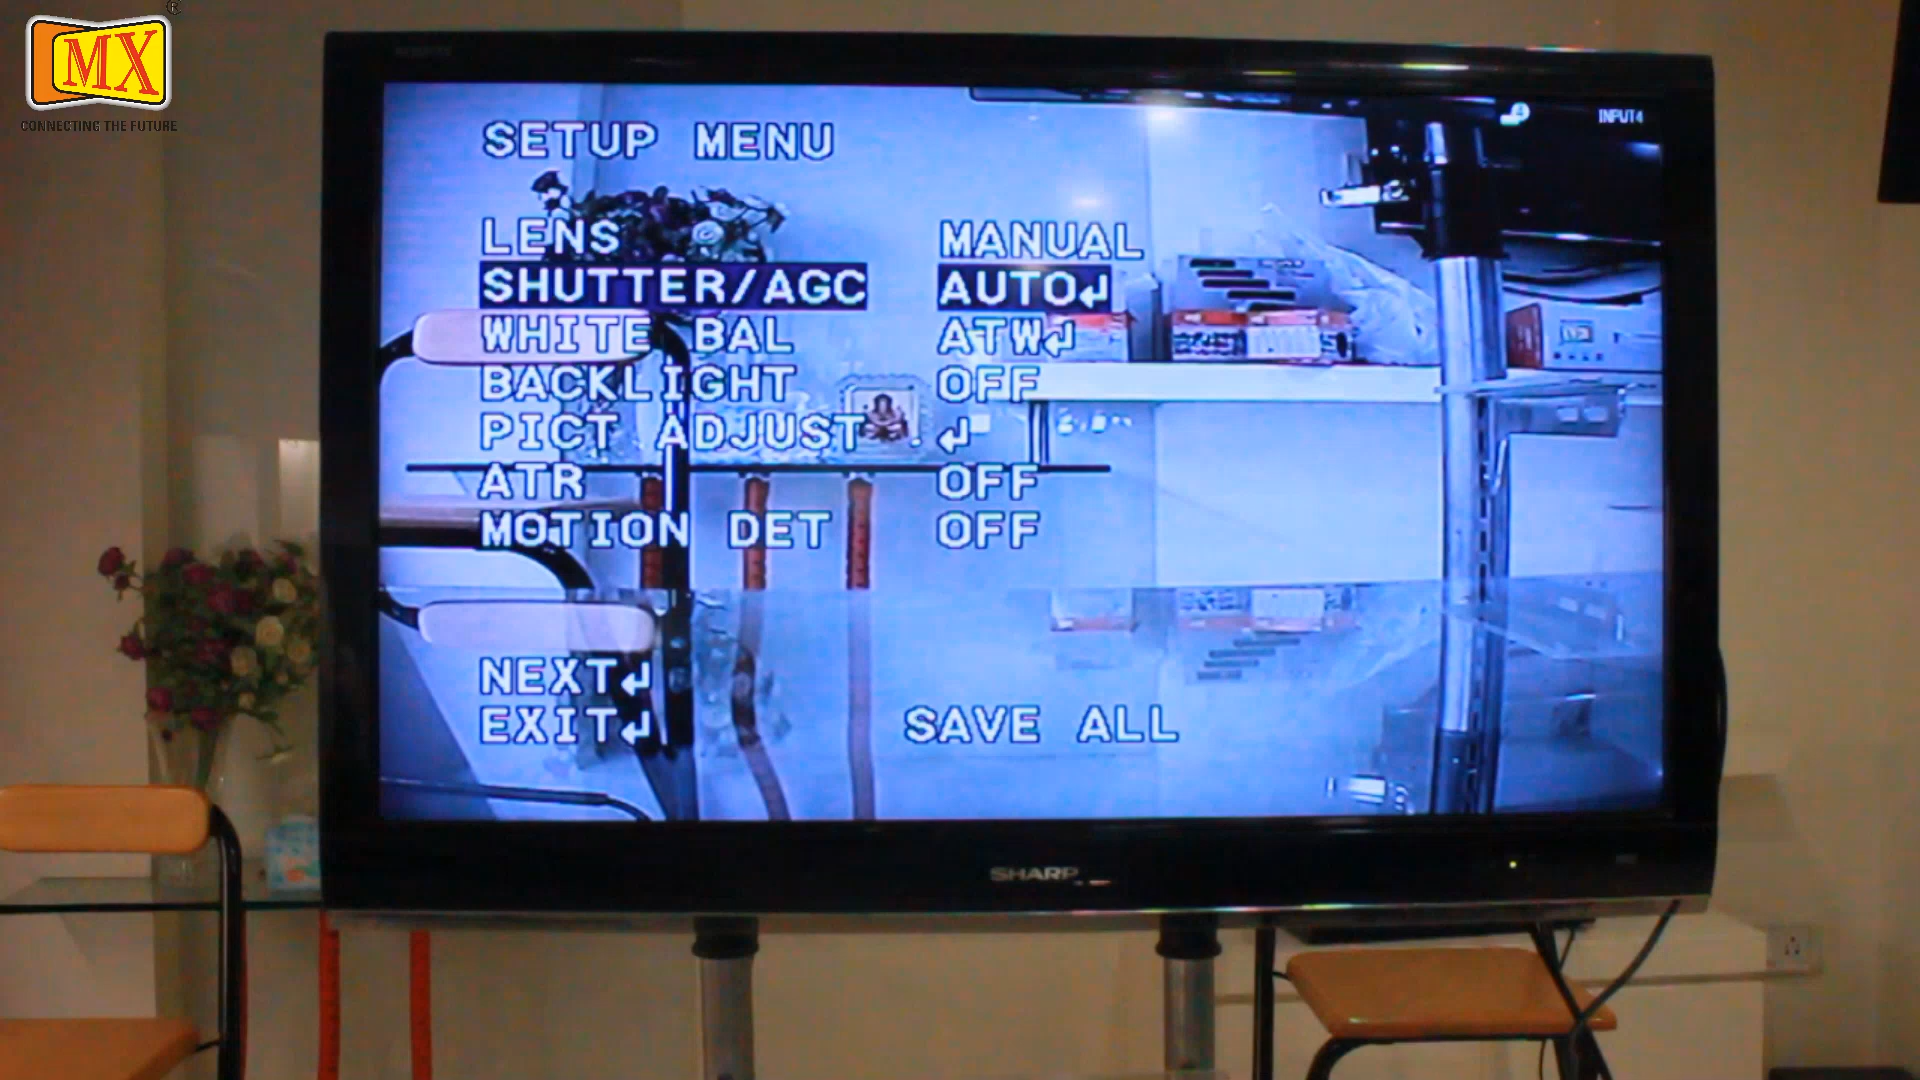 ®
MX
CONNECTING THE FUTURE
INPUT4
SETUP MENU
LENS MANUAL
SHUTTER/AGC AUTO↵
WHITE BAL ATW↵
BACKLIGHT OFF
PICT ADJUST ↵
ATR OFF
MOTION DET OFF
NEXT↵
EXIT↵ SAVE ALL
SHARP